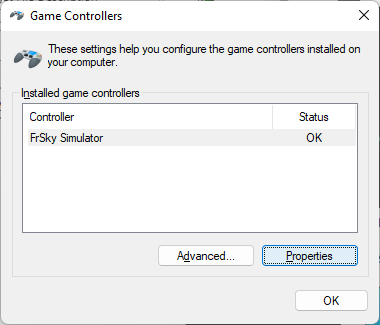 Game Controllers
These settings help you configure the game controllers installed on
your computer.
Installed game controllers
Controller Status
FrSky Simulator OK
Advanced... Properties
OK